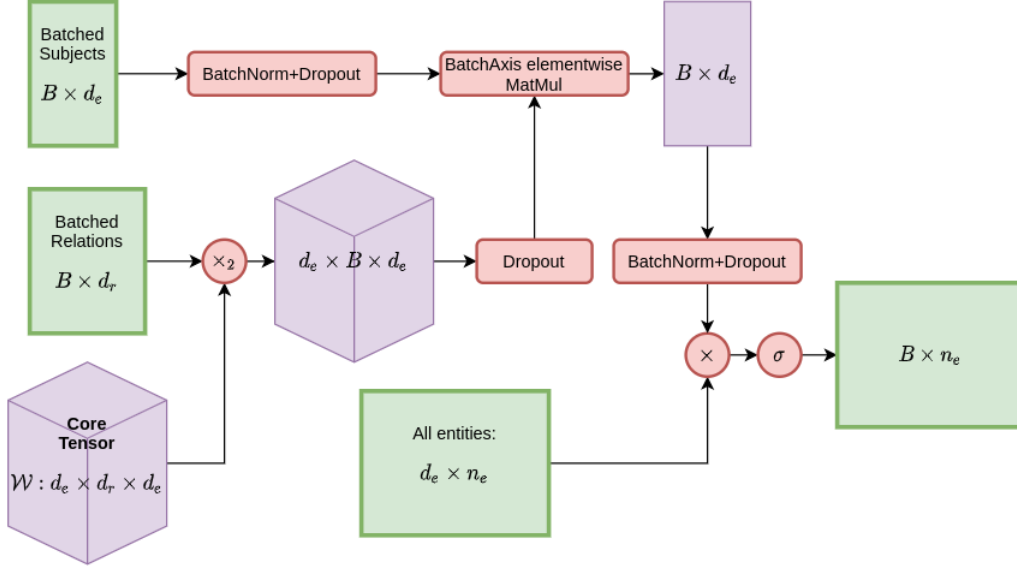 Batched
Subjects
B × d_e
BatchNorm+Dropout
BatchAxis elementwise
MatMul
B × d_e
Batched
Relations
B × d_r
×_2
d_e × B × d_e
Dropout
BatchNorm+Dropout
Core
Tensor
𝒲 : d_e × d_r × d_e
All entities:
d_e × n_e
×
σ
B × n_e